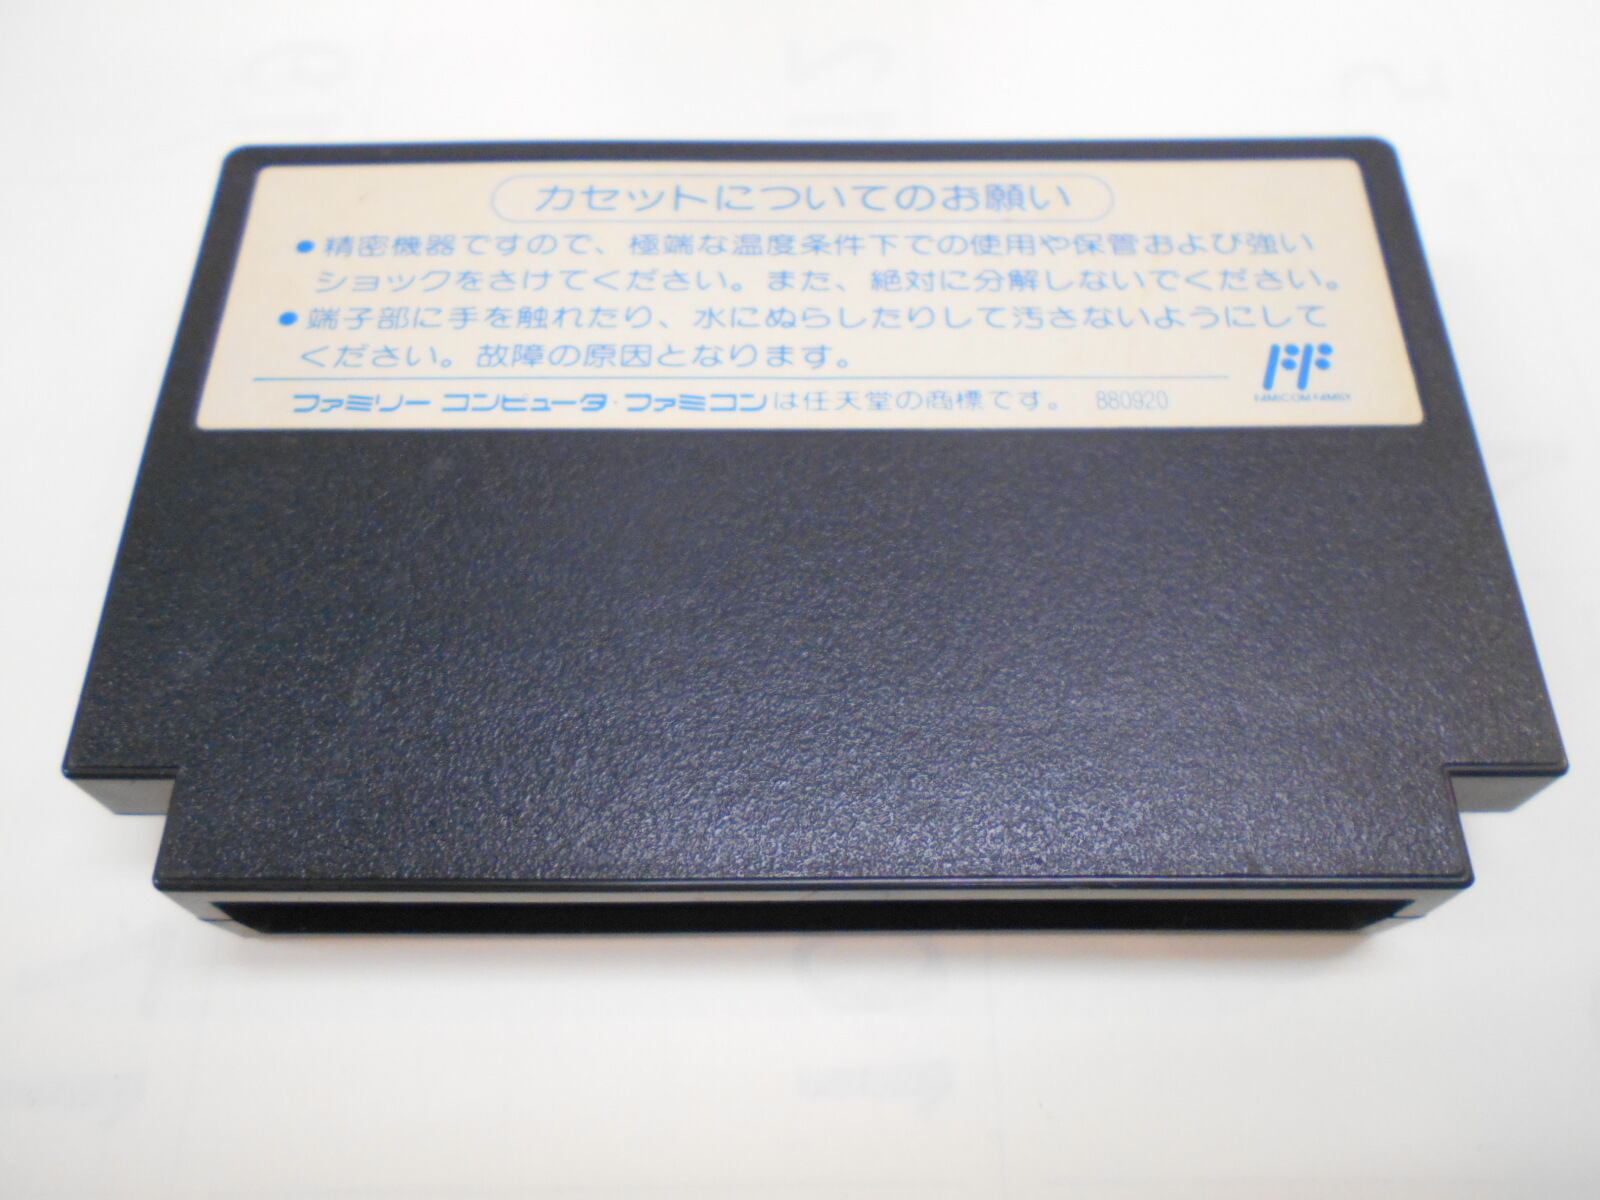 カセットについてのお願い
●精密機器ですので、極端な温度条件下での使用や保管および強い
ショックをさけてください。また、絶対に分解しないでください。
●端子部に手を触れたり、水にぬらしたりして汚さないようにして
ください。故障の原因となります。
ファミリーコンピュータ・ファミコンは任天堂の商標です。 880920
FAMICOM FAMILY